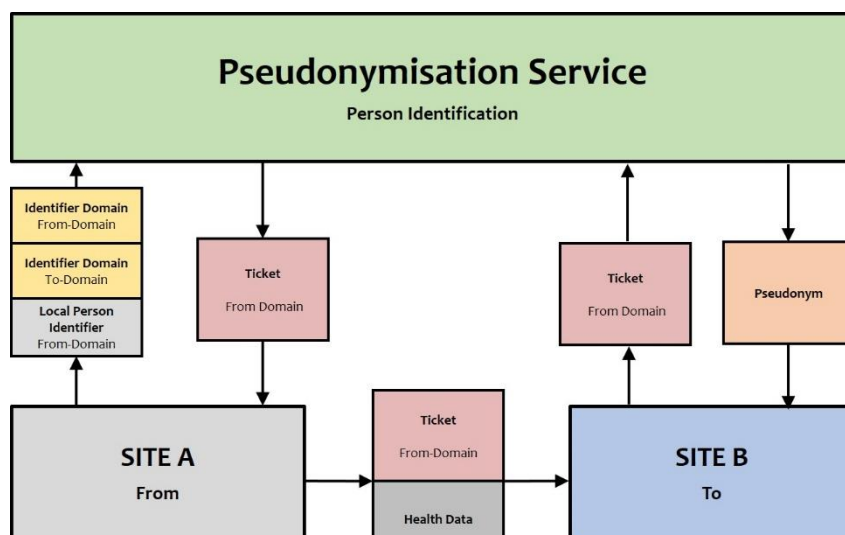 Pseudonymisation Service
Person Identification
Identifier Domain
From-Domain
Identifier Domain
To-Domain
Local Person
Identifier
From-Domain
Ticket
From Domain
Ticket
From Domain
Pseudonym
SITE A
From
Ticket
From-Domain
Health Data
SITE B
To